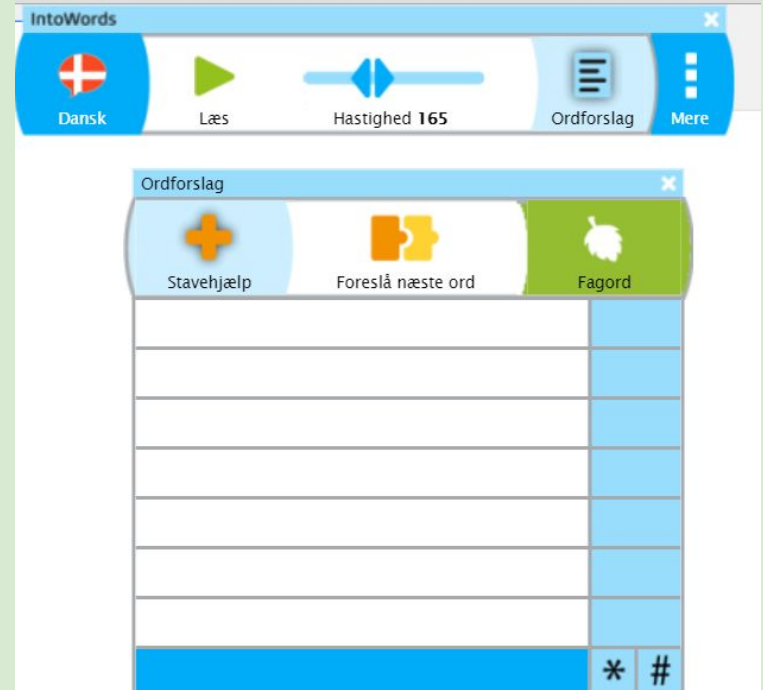 IntoWords
Dansk Læs Hastighed 165 Ordforslag Mere
Ordforslag
Stavehjælp Foreslå næste ord Fagord
* #